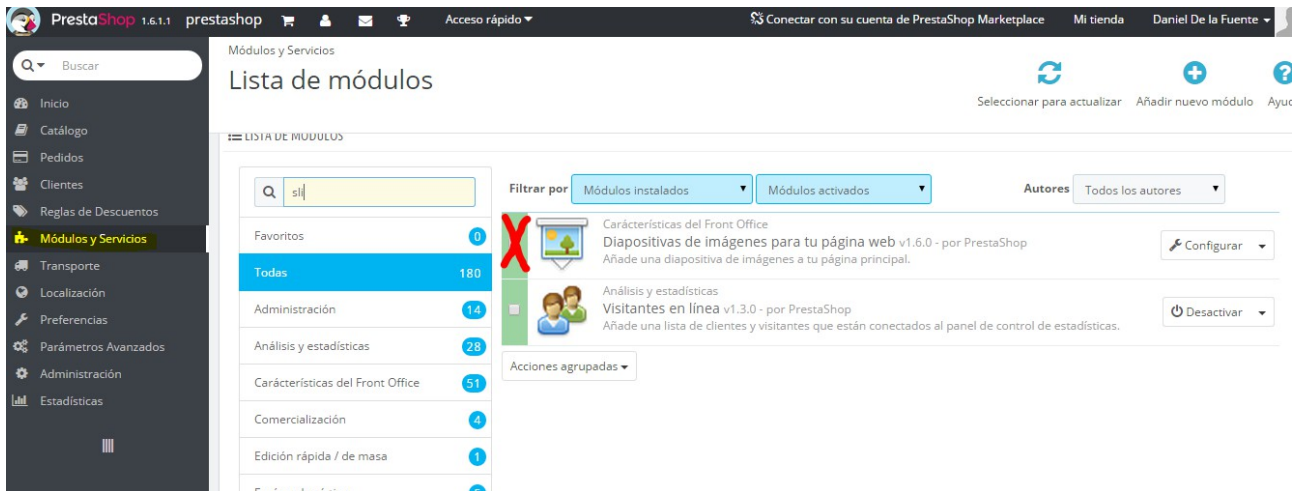 PrestaShop 1.6.1.1 prestashop Acceso rápido Conectar con su cuenta de PrestaShop Marketplace Mi tienda Daniel De la Fuente
Buscar
Inicio
Catálogo
Pedidos
Clientes
Reglas de Descuentos
Módulos y Servicios
Transporte
Localización
Preferencias
Parámetros Avanzados
Administración
Estadísticas
Módulos y Servicios
Lista de módulos
Seleccionar para actualizar Añadir nuevo módulo
LISTA DE MÓDULOS
sli
Favoritos 0
Todas 180
Administración 14
Análisis y estadísticas 28
Carácterísticas del Front Office 51
Comercialización 4
Edición rápida / de masa 1
Filtrar por Módulos instalados Módulos activados Autores Todos los autores
Carácterísticas del Front Office
Diapositivas de imágenes para tu página web v1.6.0 - por PrestaShop
Añade una diapositiva de imágenes a tu página principal.
Configurar
Análisis y estadísticas
Visitantes en línea v1.3.0 - por PrestaShop
Añade una lista de clientes y visitantes que están conectados al panel de control de estadísticas.
Desactivar
Acciones agrupadas